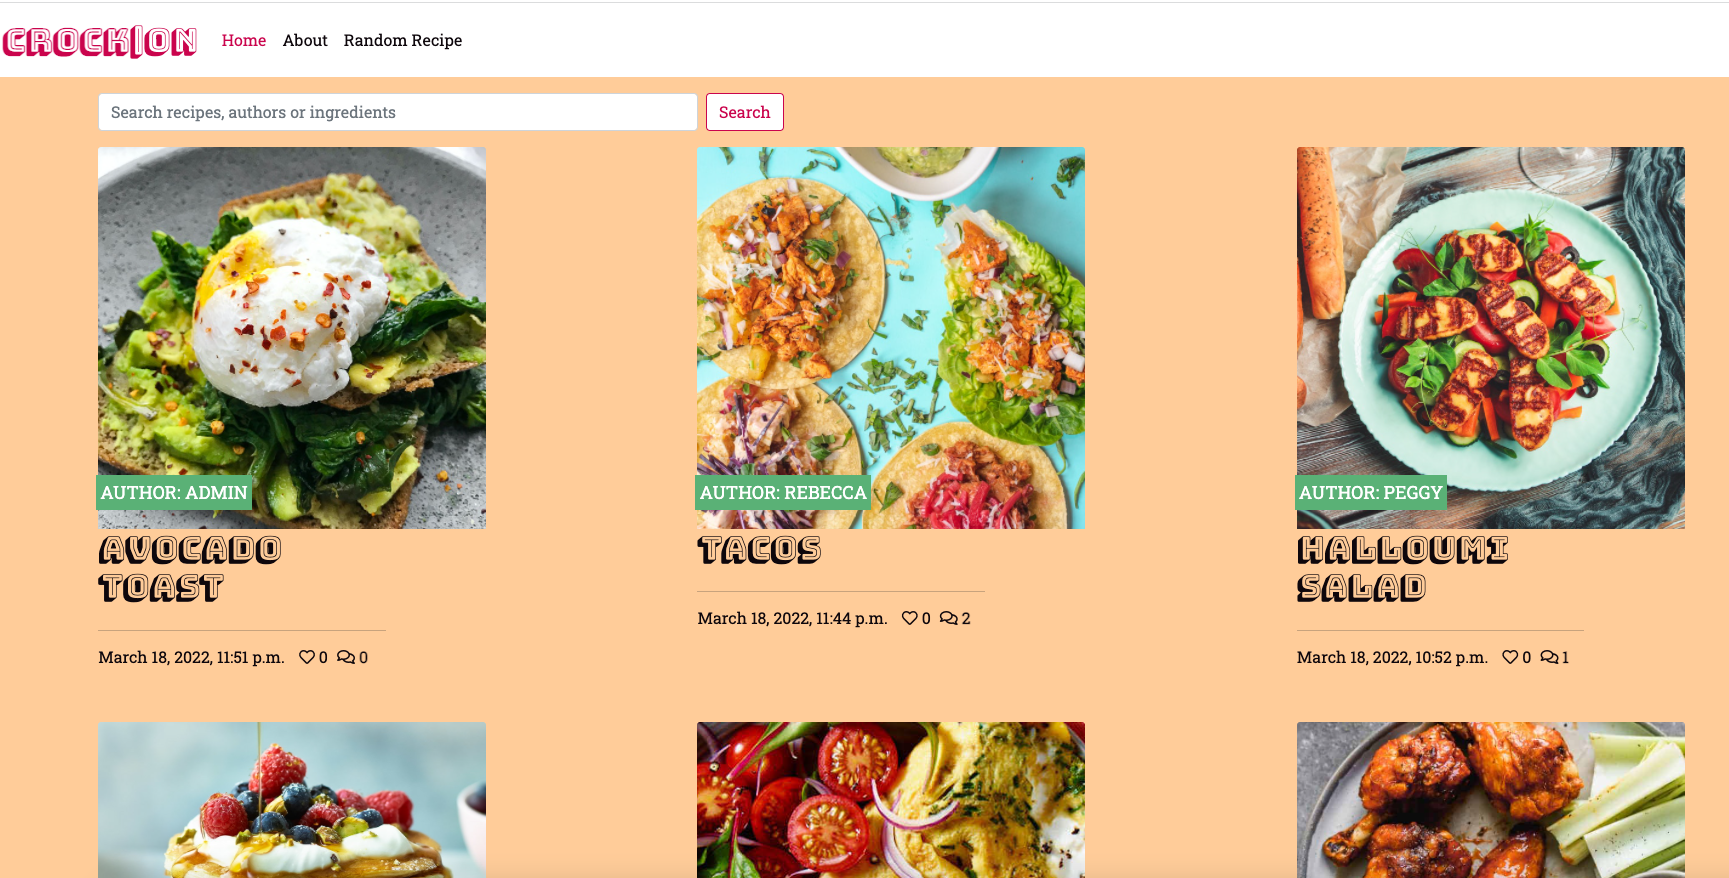 CROCK|ON
Home About Random Recipe
Search recipes, authors or ingredients Search
AUTHOR: ADMIN
AVOCADO
TOAST
March 18, 2022, 11:51 p.m. 0 0
AUTHOR: REBECCA
TACOS
March 18, 2022, 11:44 p.m. 0 2
AUTHOR: PEGGY
HALLOUMI
SALAD
March 18, 2022, 10:52 p.m. 0 1